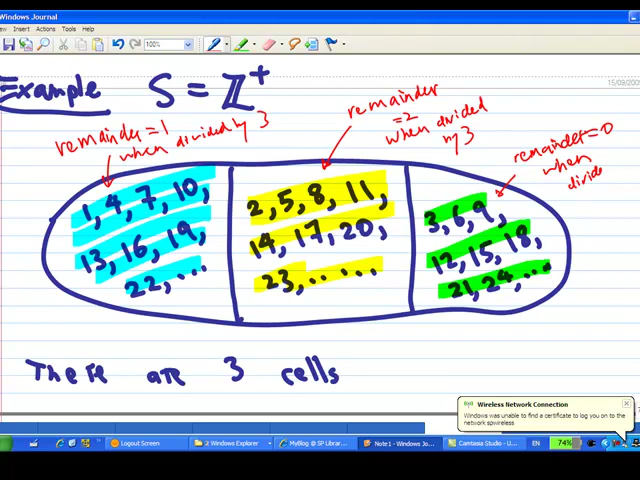 Windows Journal
Insert Actions Tools Help
100%
15/09/200
Example S = Z⁺
remainder = 1
when divided by 3
remainder
= 2
when divided
by 3
remainder = 0
when
divide
1, 4, 7, 10,
13, 16, 19,
22, ...
2, 5, 8, 11,
14, 17, 20,
23, ......
3, 6, 9,
12, 15, 18,
21, 24, ...
There are 3 cells
Wireless Network Connection
Windows was unable to find a certificate to log you on to the
network spwireless
Logout Screen
2 Windows Explorer
MyBlog @ SP Librar...
Note1 - Windows Jo...
Camtasia Studio - U...
EN
74%